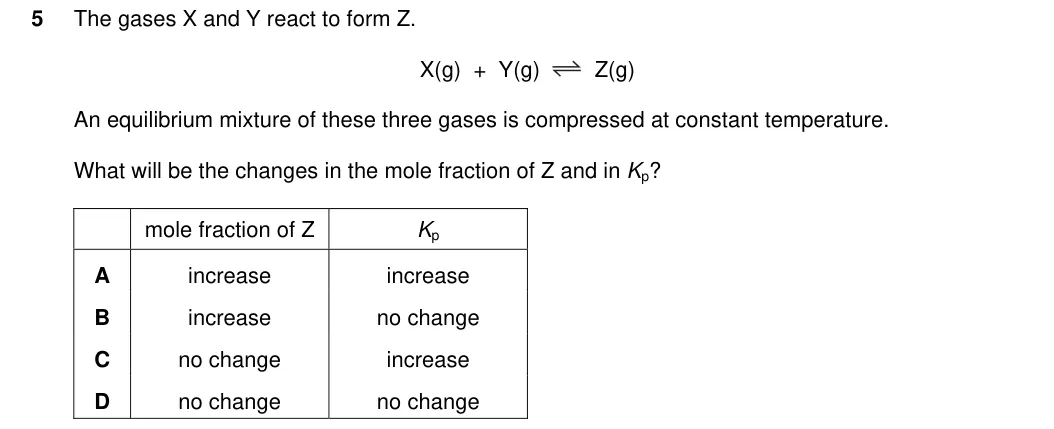 5 The gases X and Y react to form Z.
X(g) + Y(g) ⇌ Z(g)
An equilibrium mixture of these three gases is compressed at constant temperature.
What will be the changes in the mole fraction of Z and in Kp?
mole fraction of Z Kp
A increase increase
B increase no change
C no change increase
D no change no change